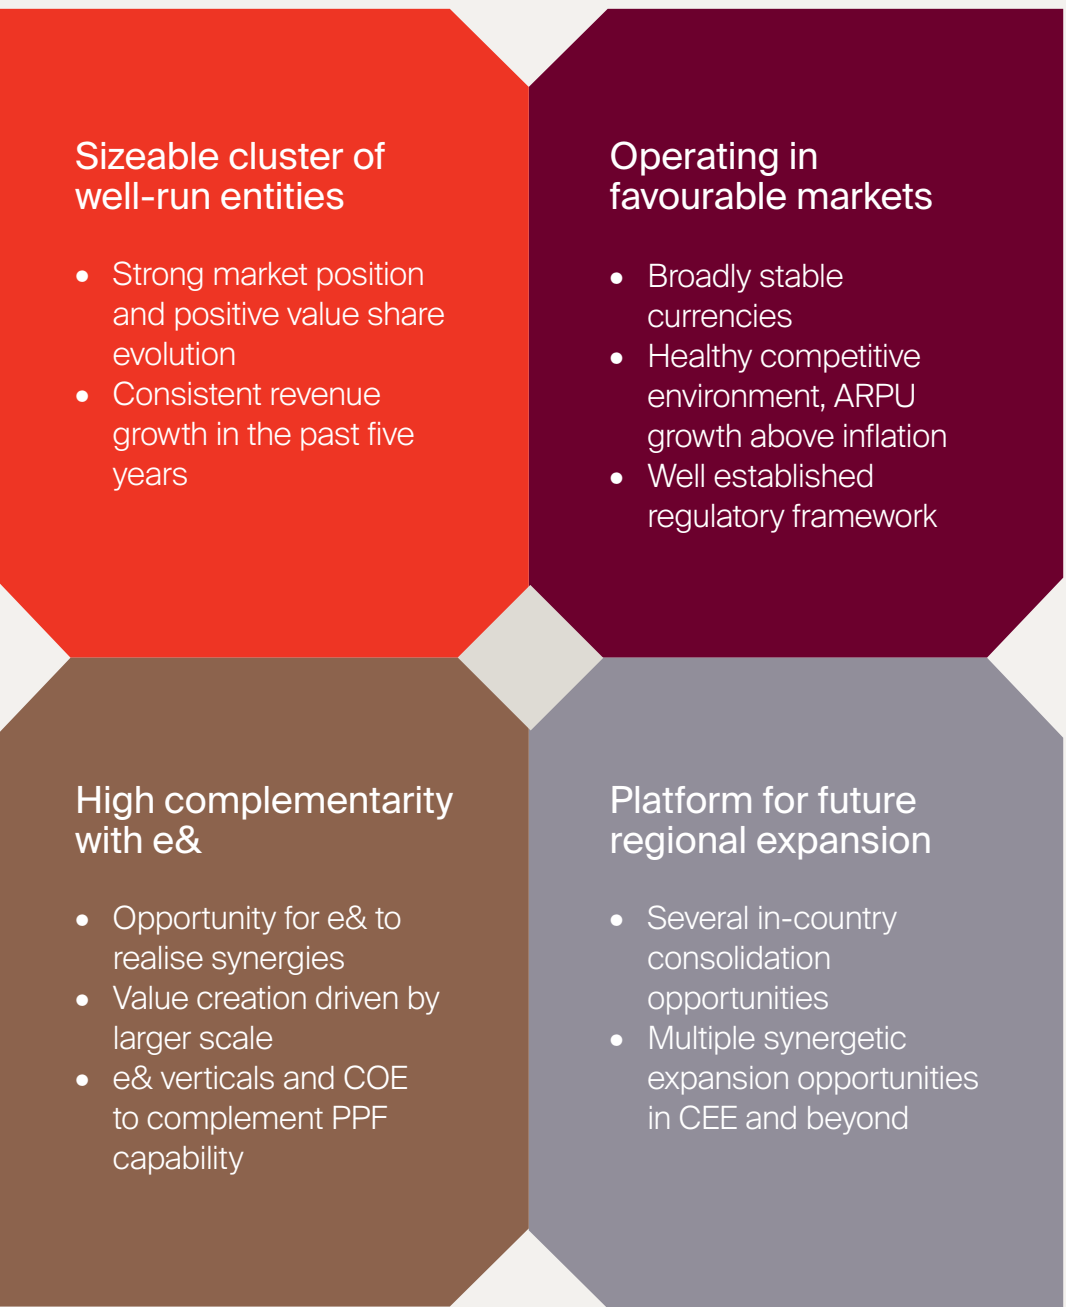 Sizeable cluster of
well-run entities
• Strong market position
and positive value share
evolution
• Consistent revenue
growth in the past five
years
Operating in
favourable markets
• Broadly stable
currencies
• Healthy competitive
environment, ARPU
growth above inflation
• Well established
regulatory framework
High complementarity
with e&
• Opportunity for e& to
realise synergies
• Value creation driven by
larger scale
• e& verticals and COE
to complement PPF
capability
Platform for future
regional expansion
• Several in-country
consolidation
opportunities
• Multiple synergetic
expansion opportunities
in CEE and beyond